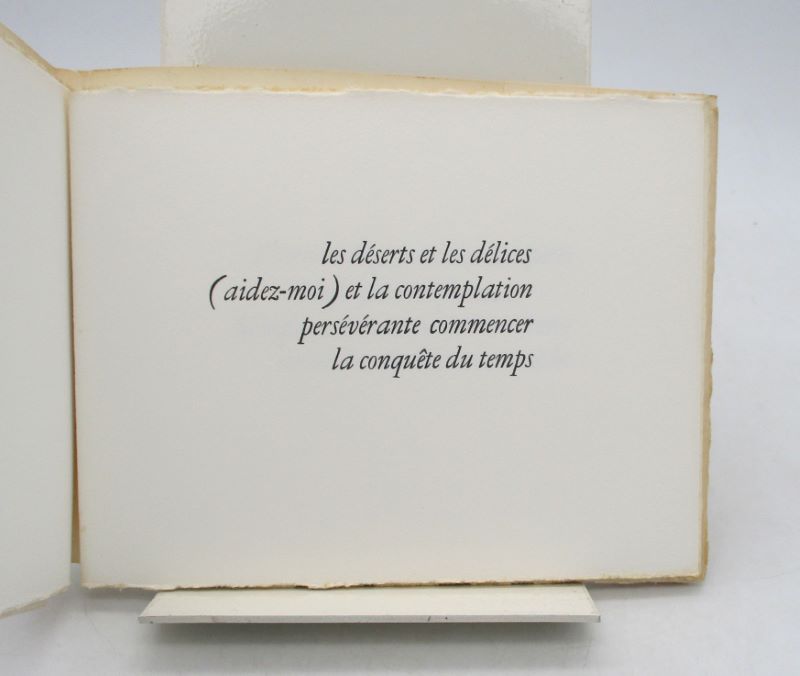 les déserts et les délices
(aidez-moi) et la contemplation
persévérante commencer
la conquête du temps